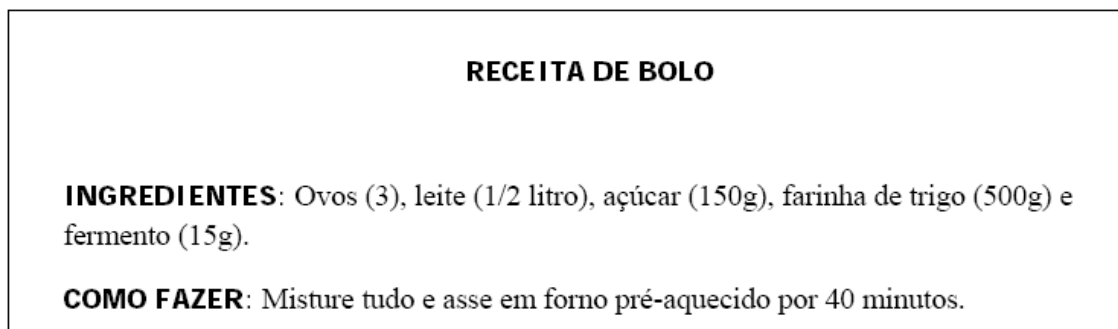 RECEITA DE BOLO
INGREDIENTES: Ovos (3), leite (1/2 litro), açúcar (150g), farinha de trigo (500g) e
fermento (15g).
COMO FAZER: Misture tudo e asse em forno pré-aquecido por 40 minutos.